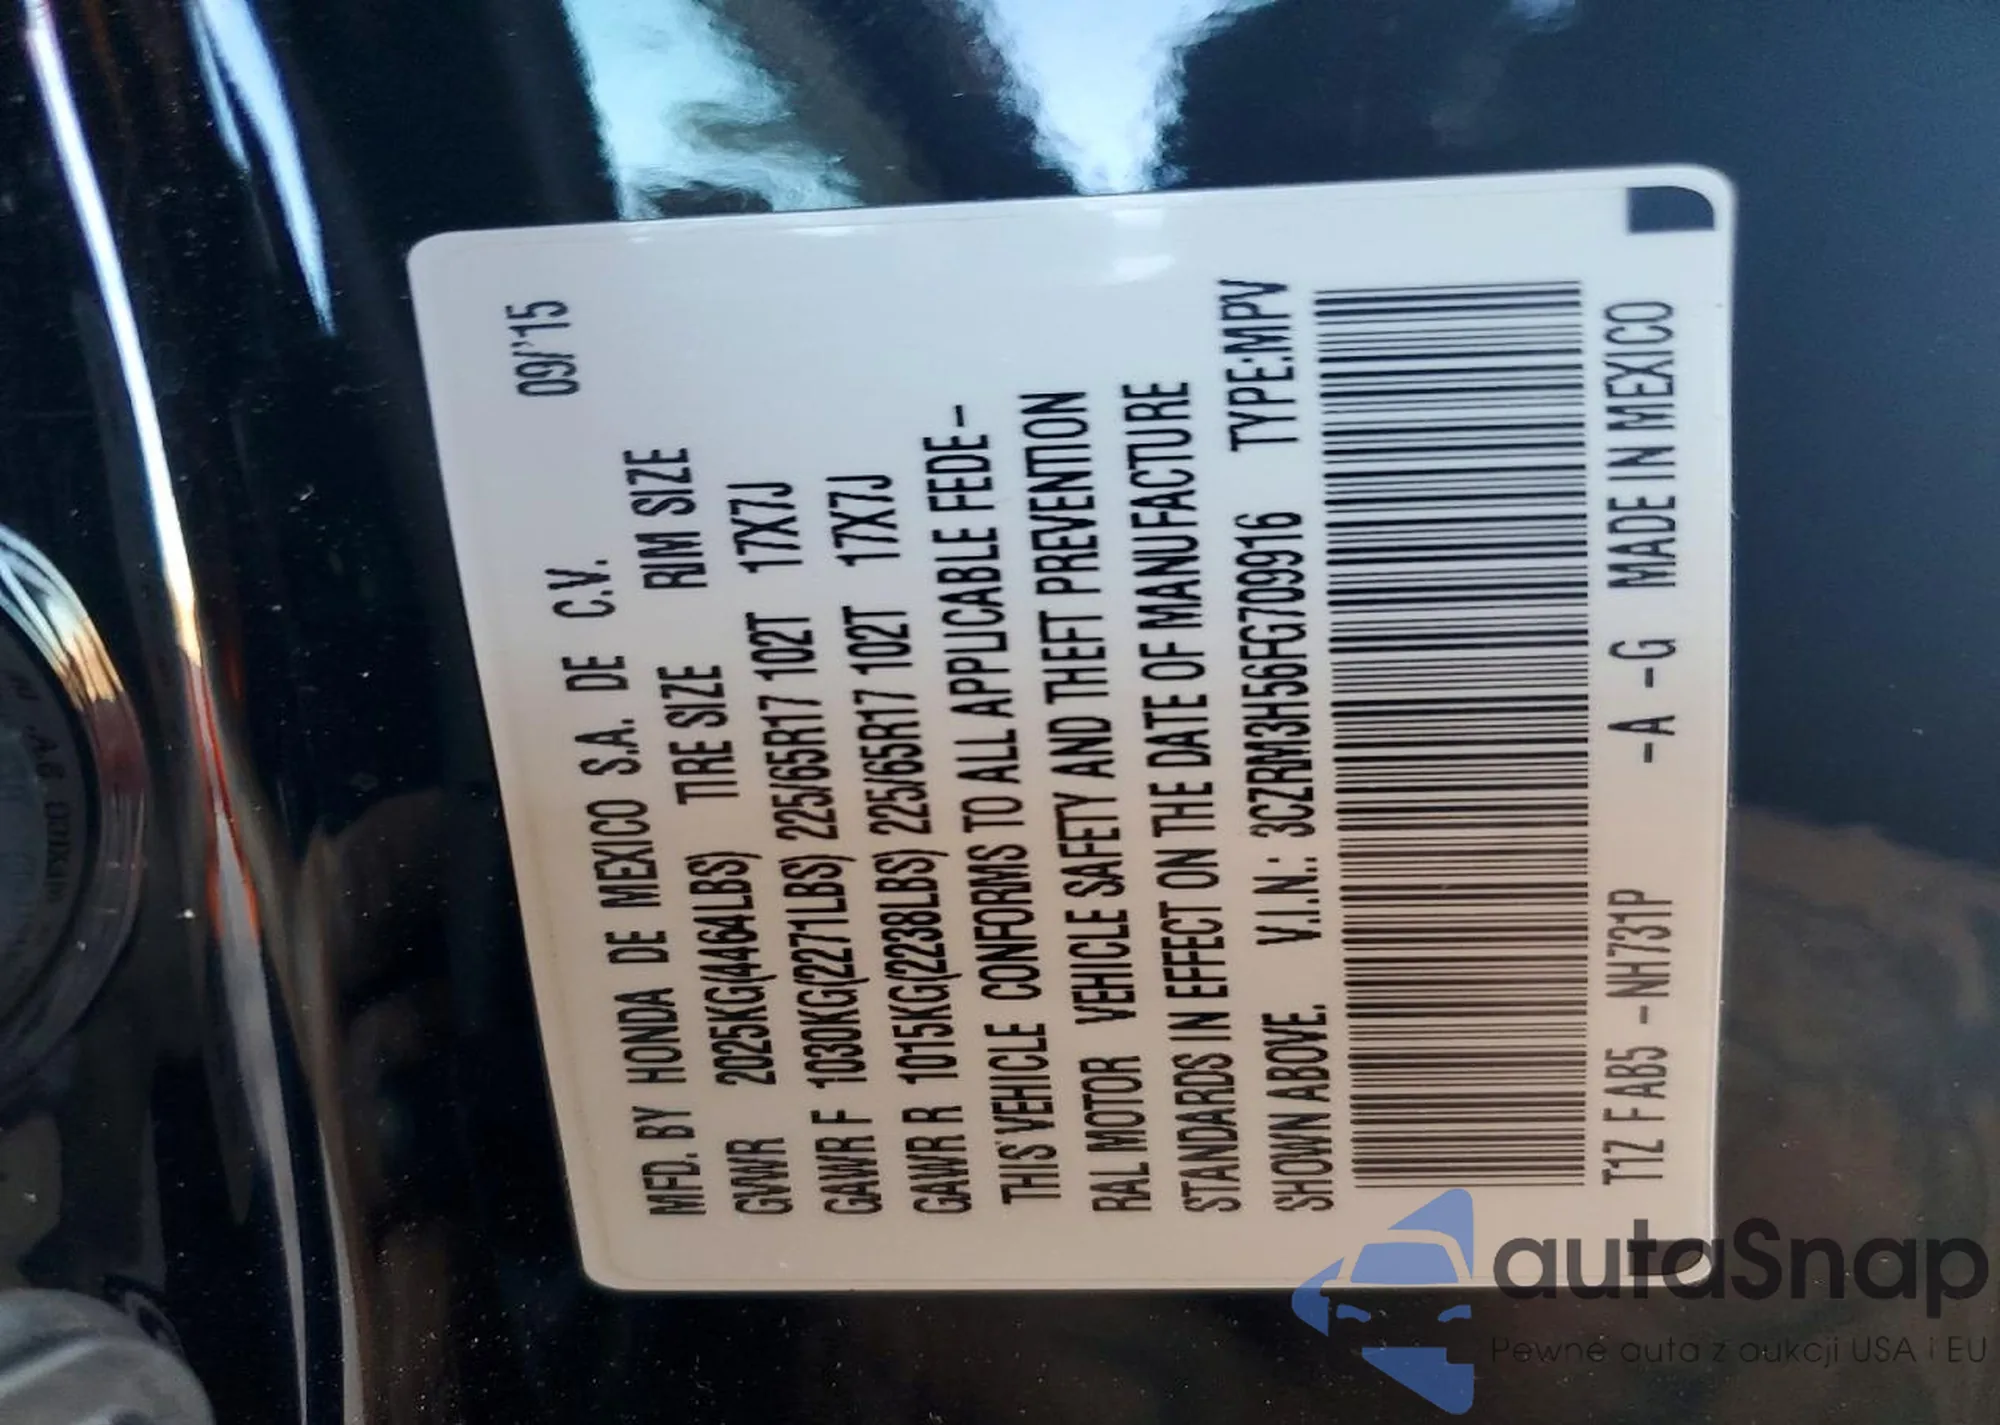 MFD. BY HONDA DE MEXICO S.A. DE C.V. 09/'15
TIRE SIZE RIM SIZE
GVWR 2025KG(4464LBS)
GAWR F 1030KG(2271LBS) 225/65R17 102T 17X7J
GAWR R 1015KG(2238LBS) 225/65R17 102T 17X7J
THIS VEHICLE CONFORMS TO ALL APPLICABLE FEDE-
RAL MOTOR VEHICLE SAFETY AND THEFT PREVENTION
STANDARDS IN EFFECT ON THE DATE OF MANUFACTURE
SHOWN ABOVE. V.I.N.: 3CZRM3H56FG709916 TYPE:MPV
T1Z F AB5 - NH731P -A -G MADE IN MEXICO
autaSnap
Pewne auta z aukcji USA i EU